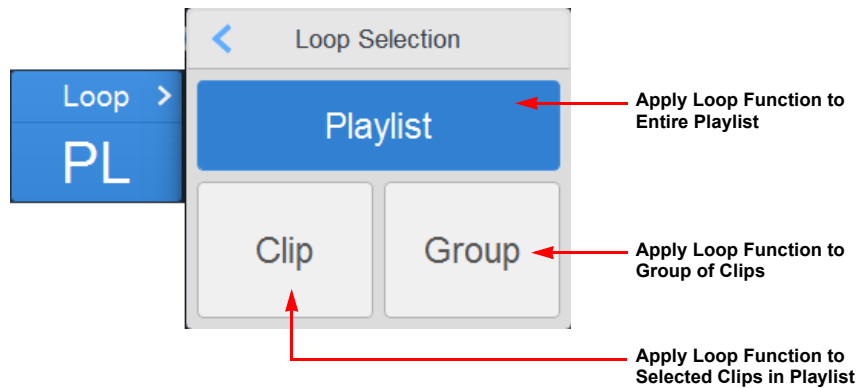 Loop Selection
Loop >
PL
Playlist
Apply Loop Function to
Entire Playlist
Clip
Group
Apply Loop Function to
Group of Clips
Apply Loop Function to
Selected Clips in Playlist